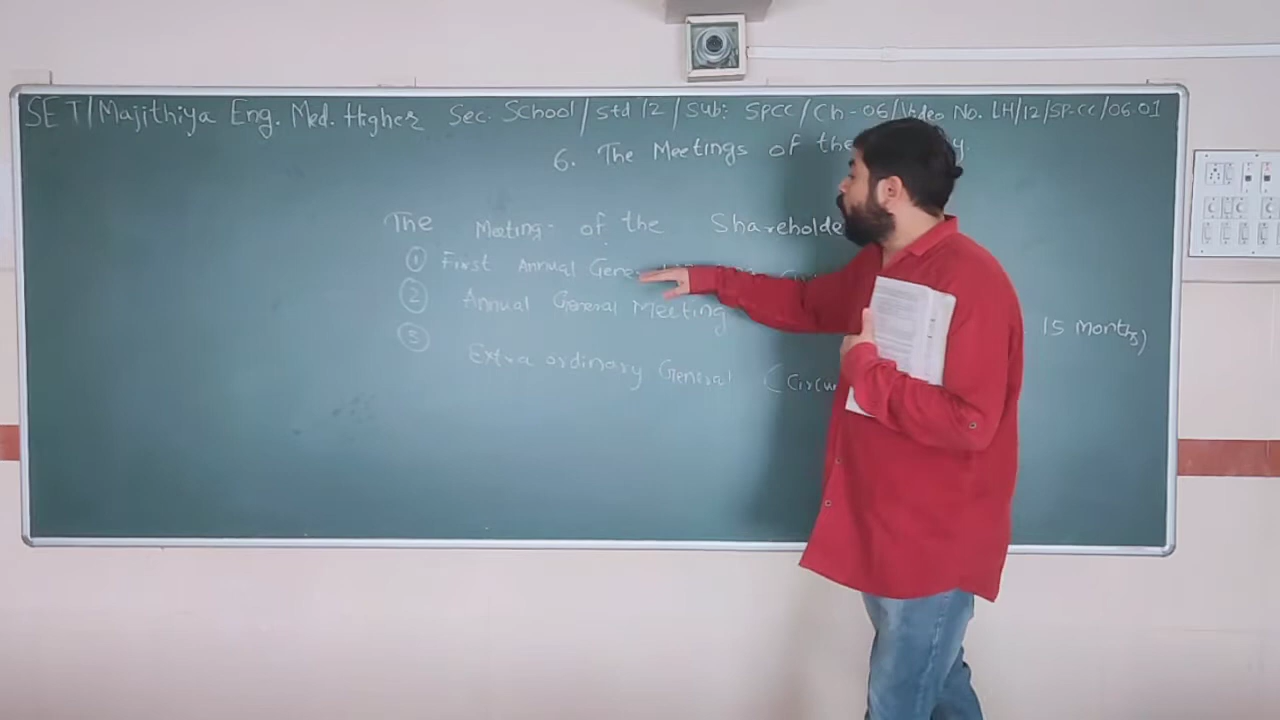 SET/Majithiya Eng. Med. Higher Sec. School/Std 12/Sub: SPCC/Ch-06/Video No. LH/12/SP-CC/06.01
6. The Meetings of the
The Meeting of the Shareholde
① First Annual Gene
② Annual General Meeting 15 months)
③ Extra ordinary General (Circu